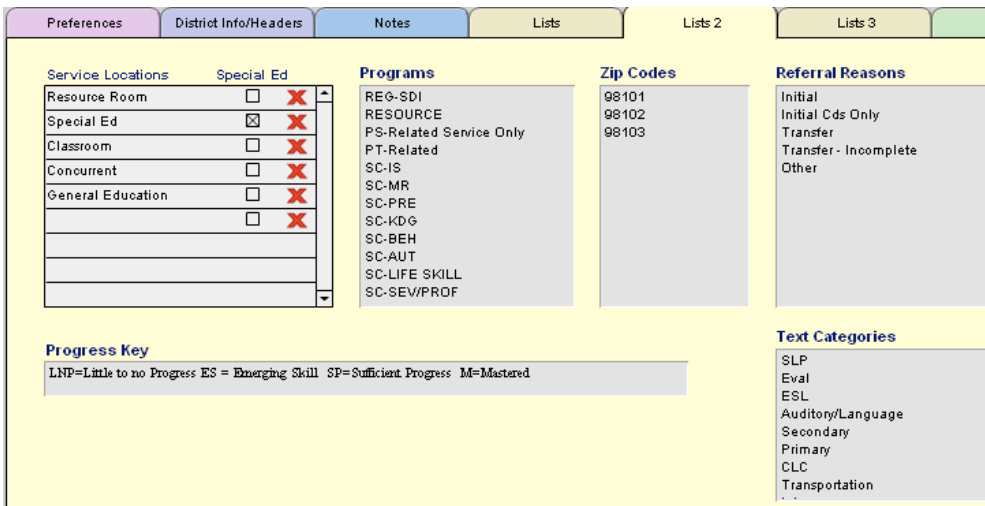 Preferences
District Info/Headers
Notes
Lists
Lists 2
Lists 3
Service Locations
Special Ed
Resource Room
Special Ed
Classroom
Concurrent
General Education
Programs
REG-SDI
RESOURCE
PS-Related Service Only
PT-Related
SC-IS
SC-MR
SC-PRE
SC-KDG
SC-BEH
SC-AUT
SC-LIFE SKILL
SC-SEV/PROF
Zip Codes
98101
98102
98103
Referral Reasons
Initial
Initial Cds Only
Transfer
Transfer - Incomplete
Other
Progress Key
LNP=Little to no Progress ES = Emerging Skill SP=Sufficient Progress M=Mastered
Text Categories
SLP
Eval
ESL
Auditory/Language
Secondary
Primary
CLC
Transportation